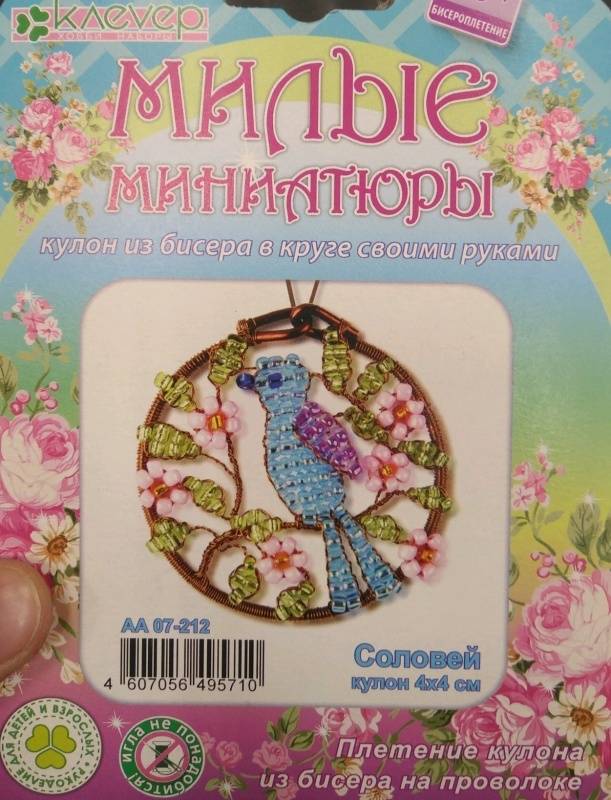 клевер
ХОББИ НАБОРЫ
БИСЕРОПЛЕТЕНИЕ
МИЛЫЕ
МИНИАТЮРЫ
кулон из бисера в круге своими руками
АА 07-212
4 607056 495710
Соловей
кулон 4х4 см
РУКОДЕЛИЕ ДЛЯ ДЕТЕЙ И ВЗРОСЛЫХ
игла не понадобится!
Плетение кулона
из бисера на проволоке